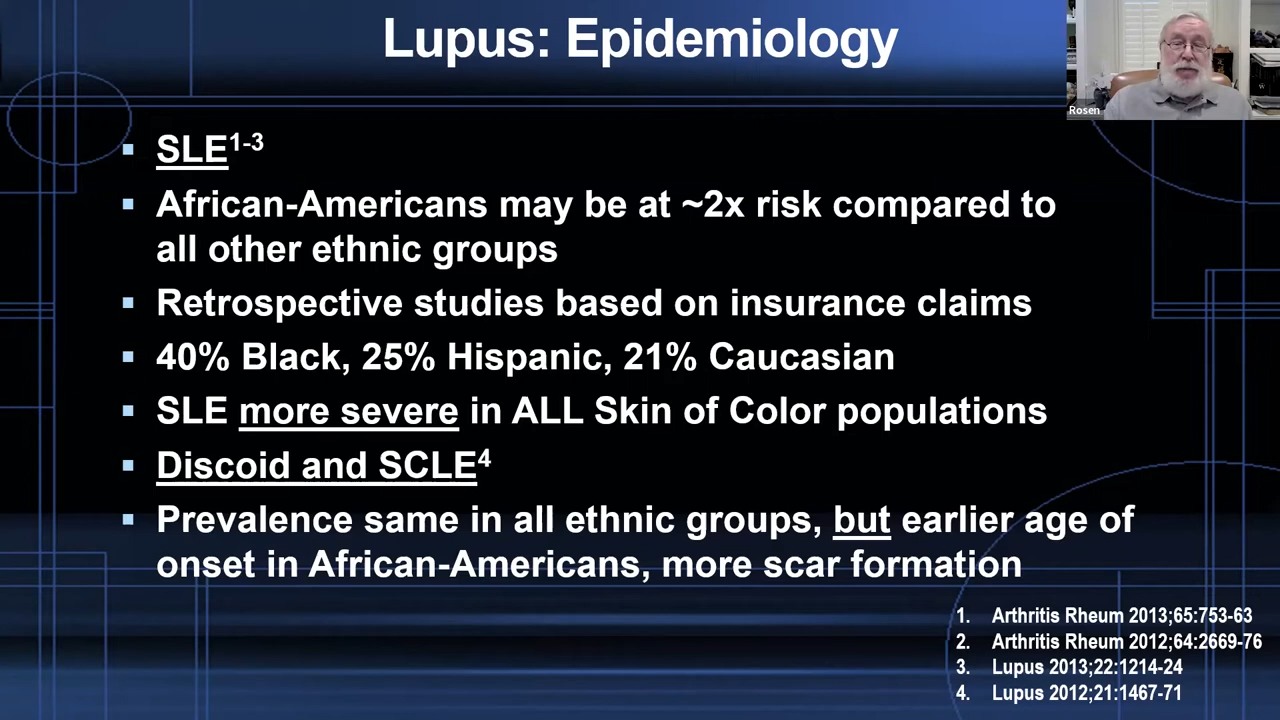 Lupus: Epidemiology
Rosen
▪ SLE1-3
▪ African-Americans may be at ~2x risk compared to
all other ethnic groups
▪ Retrospective studies based on insurance claims
▪ 40% Black, 25% Hispanic, 21% Caucasian
▪ SLE more severe in ALL Skin of Color populations
▪ Discoid and SCLE4
▪ Prevalence same in all ethnic groups, but earlier age of
onset in African-Americans, more scar formation
1. Arthritis Rheum 2013;65:753-63
2. Arthritis Rheum 2012;64:2669-76
3. Lupus 2013;22:1214-24
4. Lupus 2012;21:1467-71